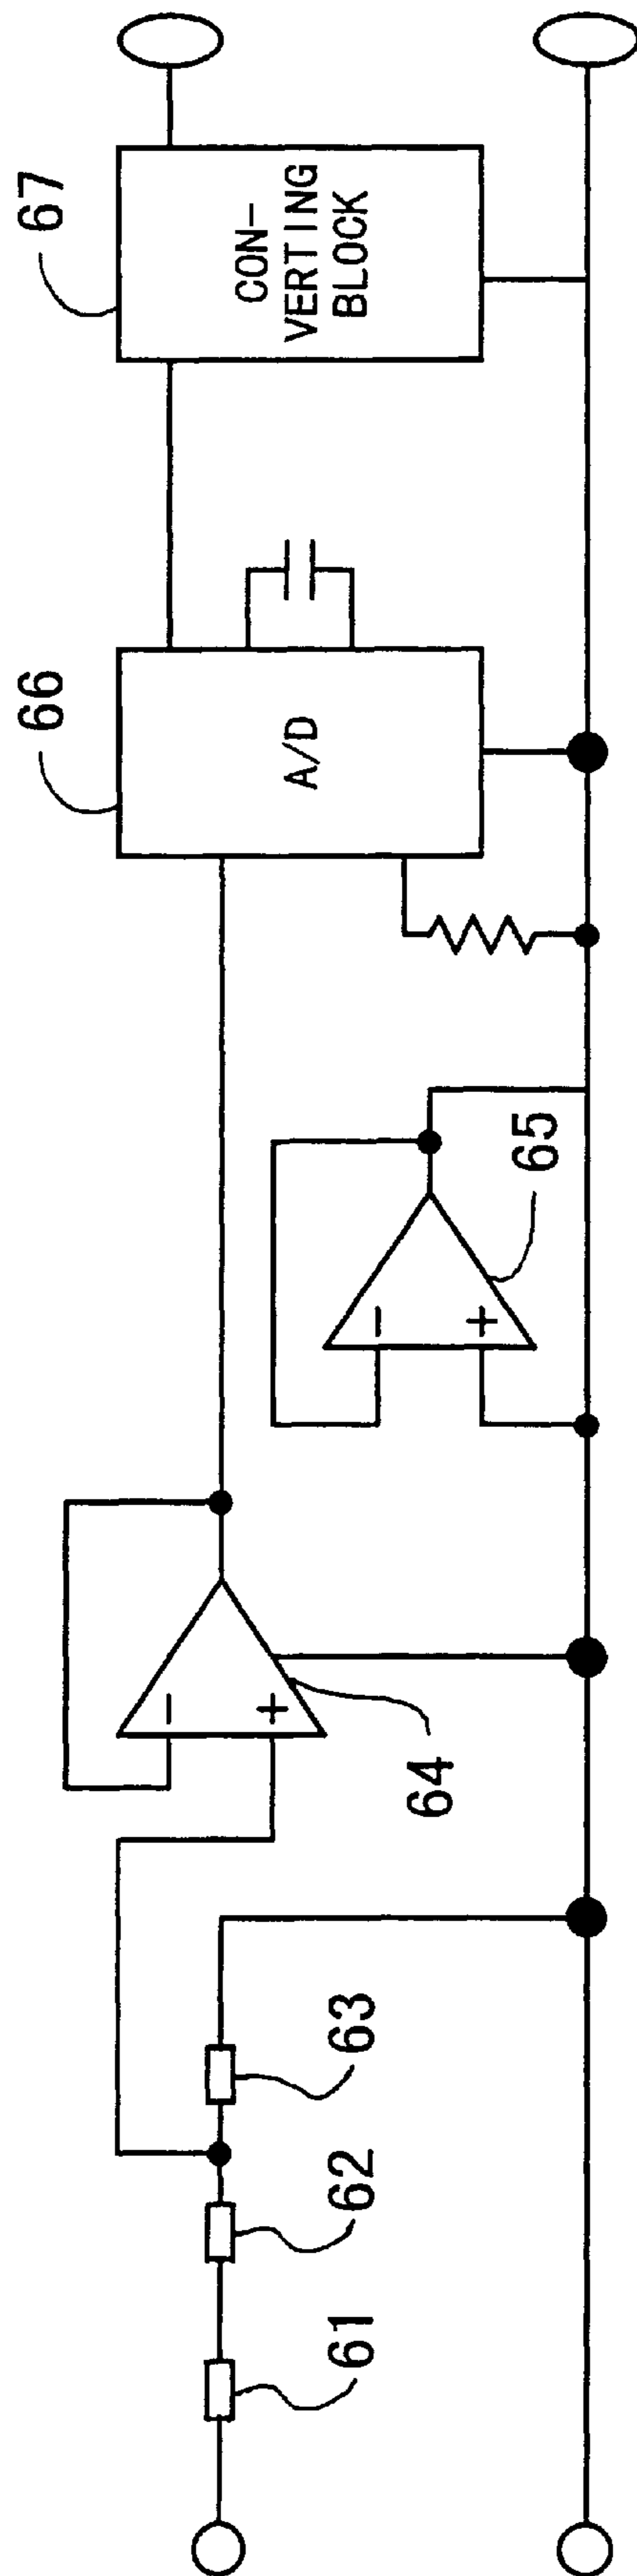 61
62
63
64
-
+
65
-
+
66
A/D
67
CON-
VERTING
BLOCK